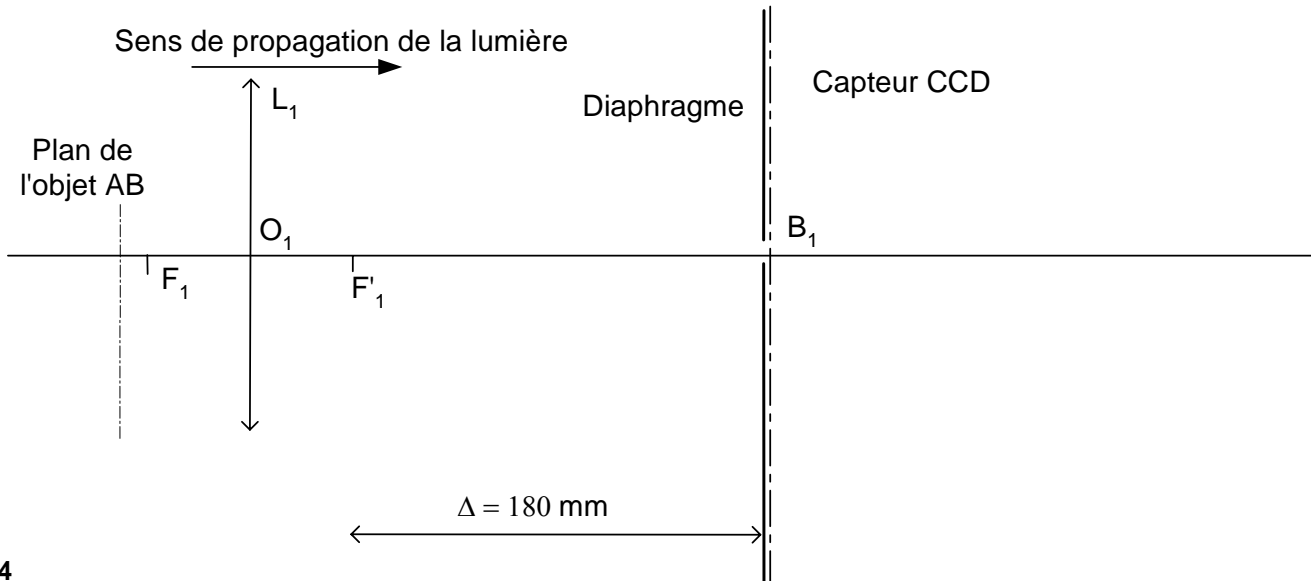 Sens de propagation de la lumière
Capteur CCD
L₁
Diaphragme
Plan de
l'objet AB
O₁
B₁
F₁
F'₁
Δ = 180 mm
4